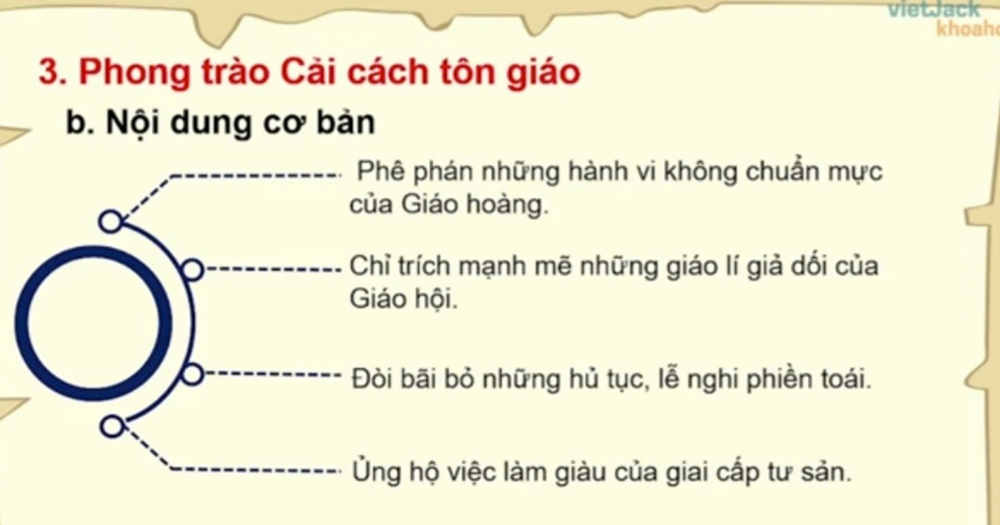 vietJack
3. Phong trào Cải cách tôn giáo
b. Nội dung cơ bản
Phê phán những hành vi không chuẩn mực
của Giáo hoàng.
Chỉ trích mạnh mẽ những giáo lí giả dối của
Giáo hội.
Đòi bãi bỏ những hủ tục, lễ nghi phiền toái.
Ủng hộ việc làm giàu của giai cấp tư sản.